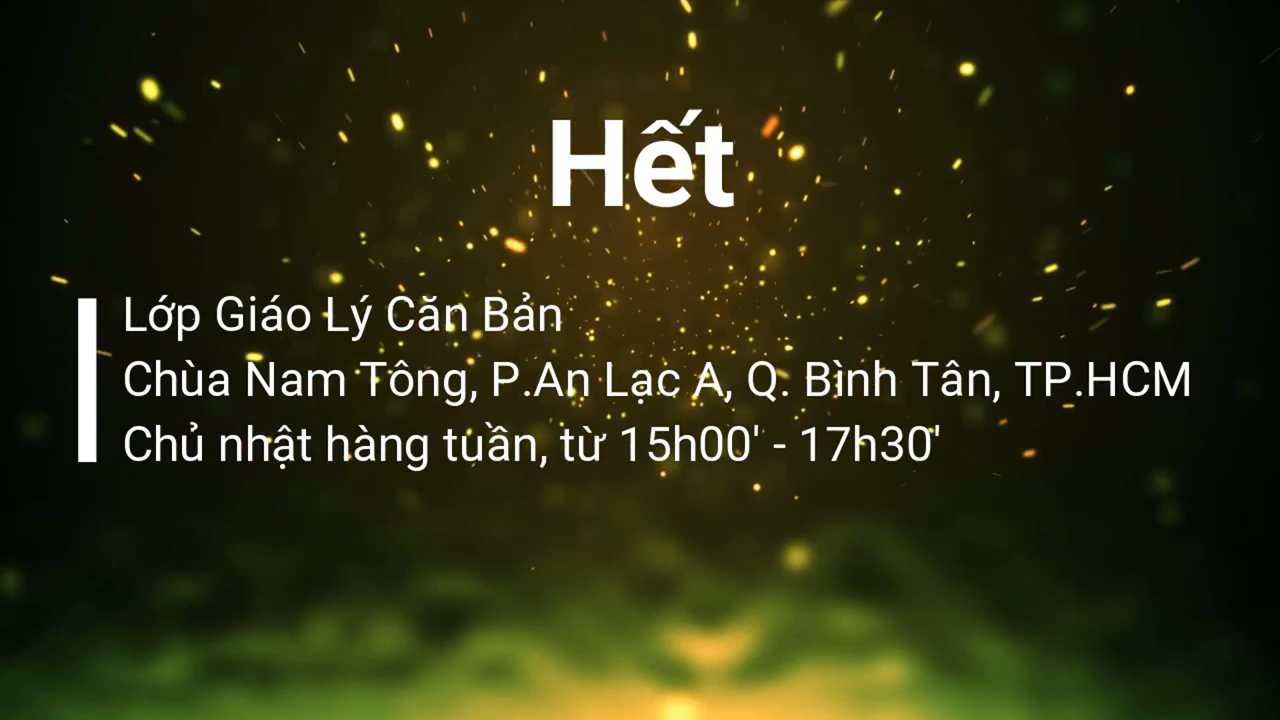 Hết
Lớp Giáo Lý Căn Bản
Chùa Nam Tông, P.An Lạc A, Q. Bình Tân, TP.HCM
Chủ nhật hàng tuần, từ 15h00' - 17h30'